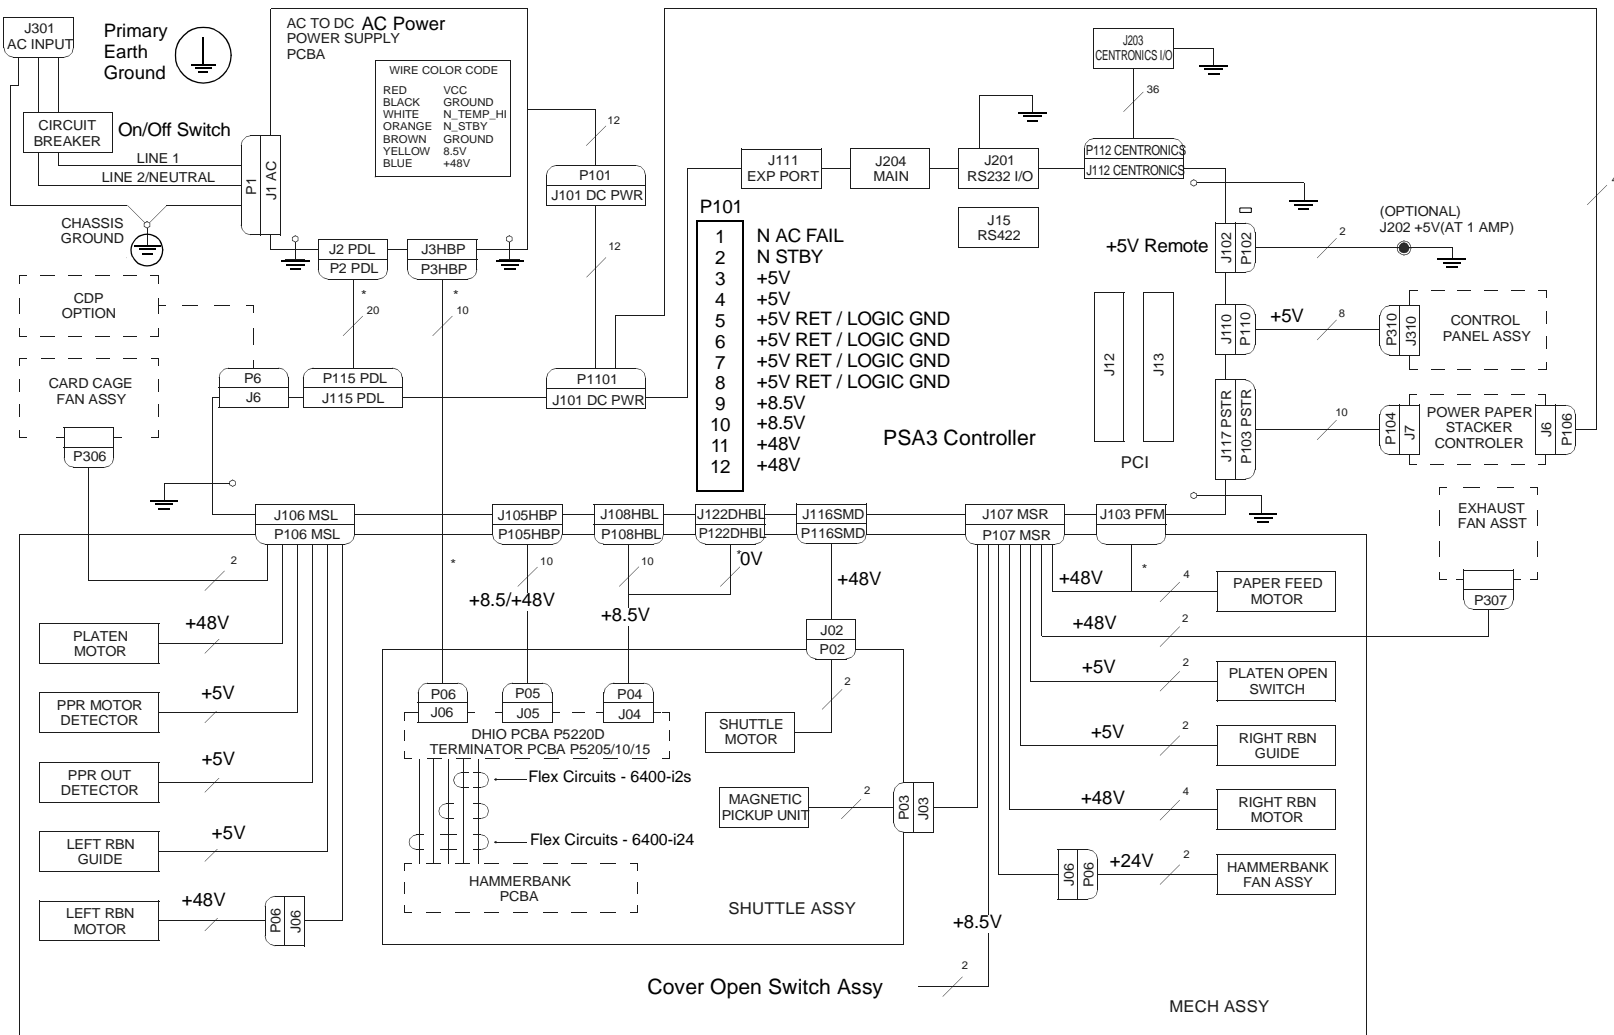 J301
AC INPUT
Primary
Earth
Ground
CIRCUIT
BREAKER
On/Off Switch
LINE 1
LINE 2/NEUTRAL
CHASSIS
GROUND
P1
J1 AC
AC TO DC AC Power
POWER SUPPLY
PCBA
WIRE COLOR CODE
RED VCC
BLACK GROUND
WHITE N_TEMP_HI
ORANGE N_STBY
BROWN GROUND
YELLOW 8.5V
BLUE +48V
12
P101
J101 DC PWR
12
J2 PDL
P2 PDL
J3HBP
P3HBP
*
20
*
10
CDP
OPTION
CARD CAGE
FAN ASSY
P306
P6
J6
P115 PDL
J115 PDL
P1101
J101 DC PWR
J203
CENTRONICS I/O
36
P112 CENTRONICS
J112 CENTRONICS
J111
EXP PORT
J204
MAIN
J201
RS232 I/O
J15
RS422
P101
1 N AC FAIL
2 N STBY
3 +5V
4 +5V
5 +5V RET / LOGIC GND
6 +5V RET / LOGIC GND
7 +5V RET / LOGIC GND
8 +5V RET / LOGIC GND
9 +8.5V
10 +8.5V
11 +48V
12 +48V
PSA3 Controller
J12
J13
PCI
+5V Remote
J102
P102
2
(OPTIONAL)
J202 +5V(AT 1 AMP)
4
J110
P110
+5V
8
P310
J310
CONTROL
PANEL ASSY
J117 PSTR
P103 PSTR
10
P104
J7
POWER PAPER
STACKER
CONTROLER
J6
P106
EXHAUST
FAN ASST
P307
J106 MSL
P106 MSL
J105HBP
P105HBP
J108HBL
P108HBL
J122DHBL
P122DHBL
J116SMD
P116SMD
J107 MSR
P107 MSR
J103 PFM
2
*
10
+8.5/+48V
10
+8.5V
*0V
+48V
J02
P02
2
SHUTTLE
MOTOR
MAGNETIC
PICKUP UNIT
2
P03
J03
PLATEN
MOTOR
+48V
2
PPR MOTOR
DETECTOR
+5V
2
PPR OUT
DETECTOR
+5V
2
LEFT RBN
GUIDE
+5V
2
LEFT RBN
MOTOR
+48V
2
P06
J06
P06
J06
P05
J05
P04
J04
DHIO PCBA P5220D
TERMINATOR PCBA P5205/10/15
Flex Circuits - 6400-i2s
Flex Circuits - 6400-i24
HAMMERBANK
PCBA
SHUTTLE ASSY
+48V
*
4
PAPER FEED
MOTOR
+48V
2
+5V
2
PLATEN OPEN
SWITCH
+5V
2
RIGHT RBN
GUIDE
+48V
4
RIGHT RBN
MOTOR
J06
P06
+24V
2
HAMMERBANK
FAN ASSY
+8.5V
Cover Open Switch Assy
2
MECH ASSY